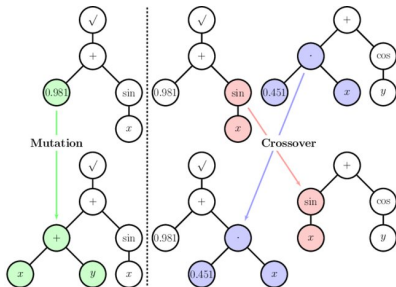 √ √ +
+ + · cos
0.981 sin 0.981 sin 0.451 x y
x x
Mutation Crossover
√ √ +
+ + sin cos
+ sin 0.981 · x y
x y x 0.451 x